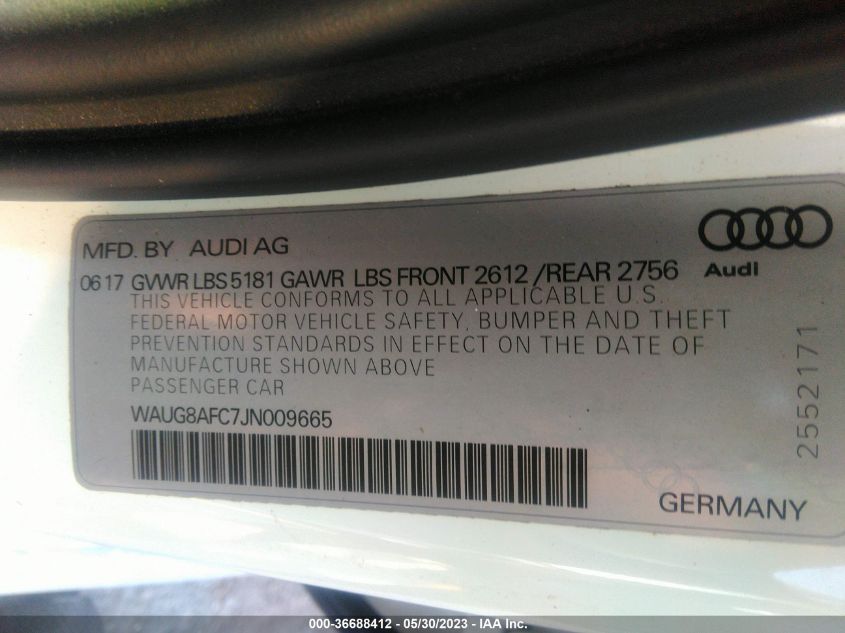 MFD. BY AUDI AG
Audi
06 17 GVWR LBS 5181 GAWR LBS FRONT 2612 /REAR 2756
THIS VEHICLE CONFORMS TO ALL APPLICABLE U.S.
FEDERAL MOTOR VEHICLE SAFETY, BUMPER AND THEFT
PREVENTION STANDARDS IN EFFECT ON THE DATE OF
MANUFACTURE SHOWN ABOVE
PASSENGER CAR
WAUG8AFC7JN009665
2552171
GERMANY
000-36688412 - 05/30/2023 - IAA Inc.